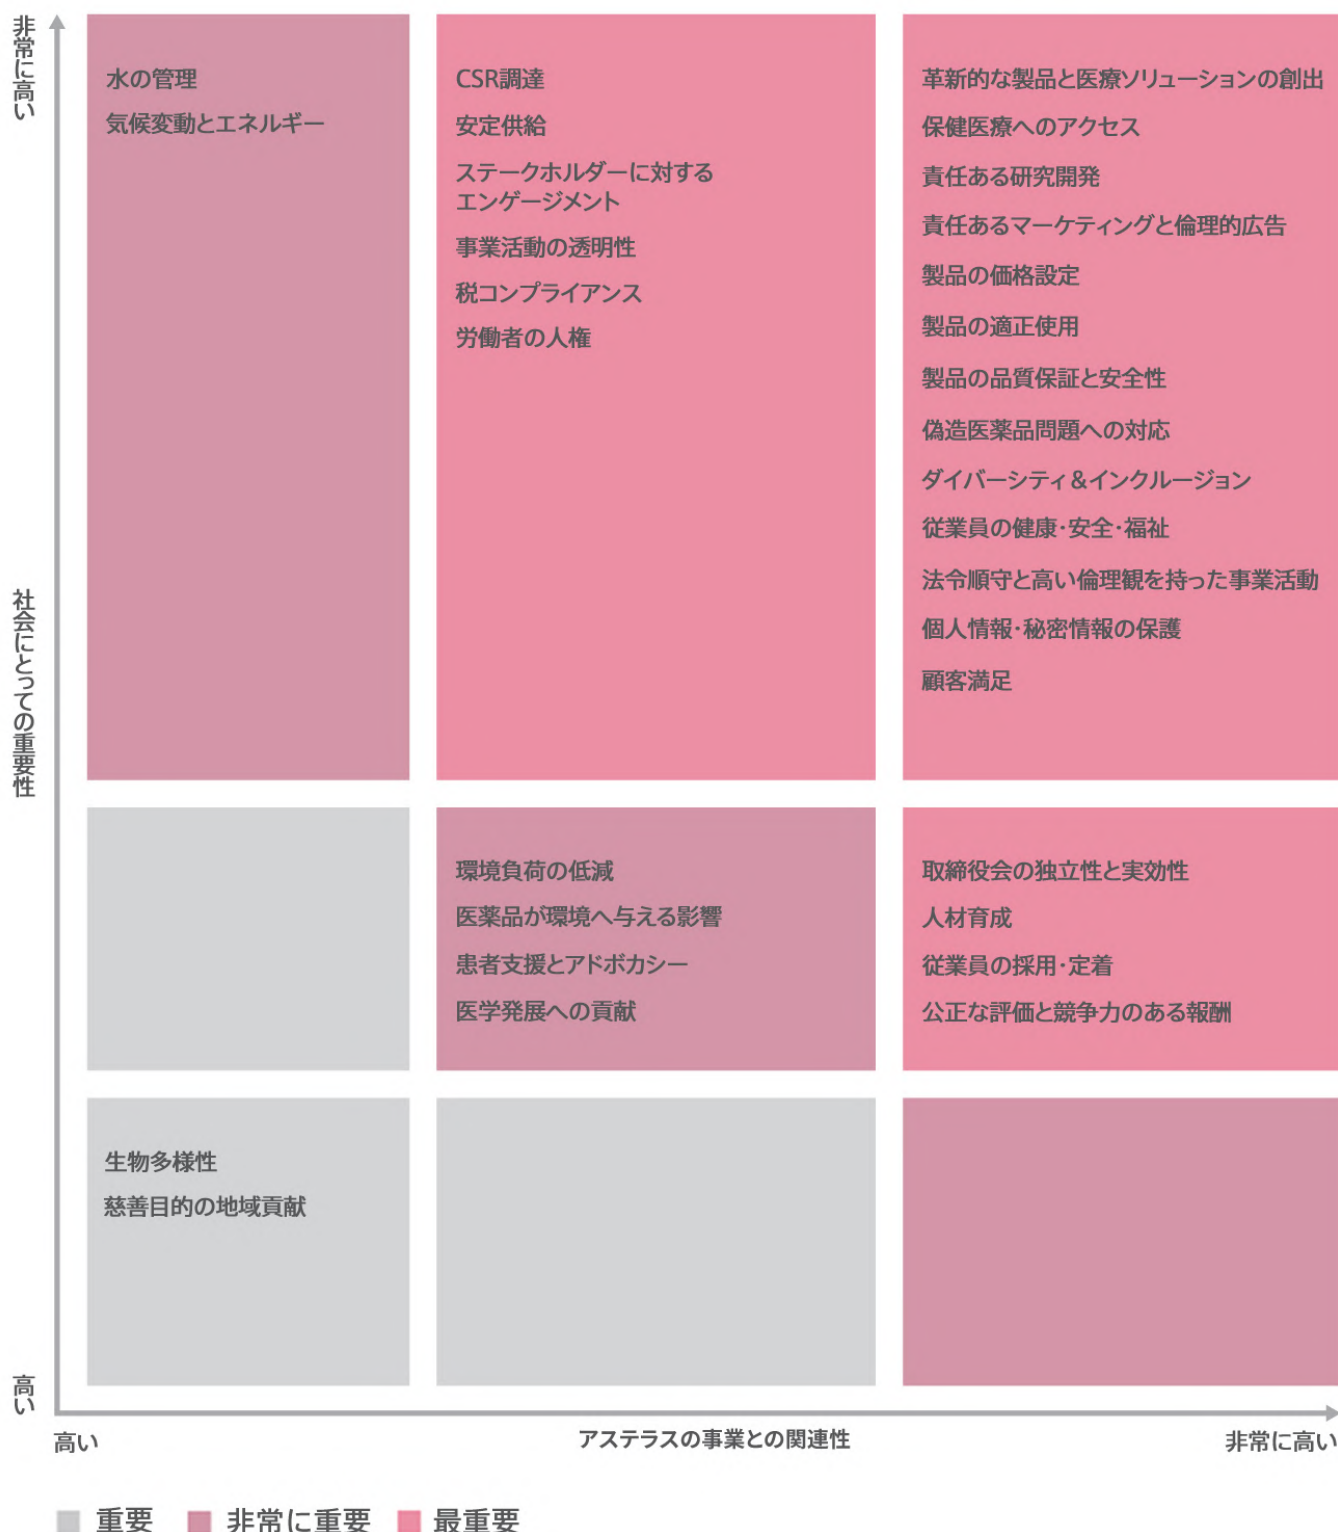 非常に高い
社会にとっての重要性
高い
水の管理
気候変動とエネルギー
CSR調達
安定供給
ステークホルダーに対する
エンゲージメント
事業活動の透明性
税コンプライアンス
労働者の人権
革新的な製品と医療ソリューションの創出
保健医療へのアクセス
責任ある研究開発
責任あるマーケティングと倫理的広告
製品の価格設定
製品の適正使用
製品の品質保証と安全性
偽造医薬品問題への対応
ダイバーシティ&インクルージョン
従業員の健康・安全・福祉
法令順守と高い倫理観を持った事業活動
個人情報・秘密情報の保護
顧客満足
環境負荷の低減
医薬品が環境へ与える影響
患者支援とアドボカシー
医学発展への貢献
取締役会の独立性と実効性
人材育成
従業員の採用・定着
公正な評価と競争力のある報酬
生物多様性
慈善目的の地域貢献
高い
アステラスの事業との関連性
非常に高い
重要
非常に重要
最重要